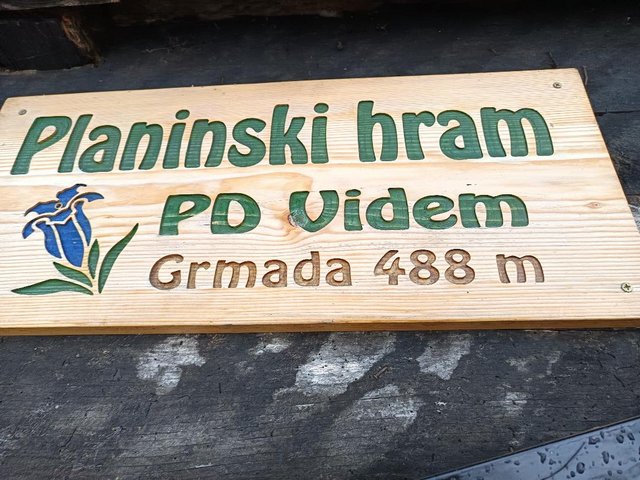 Planinski hram
PD Videm
Grmada 488 m